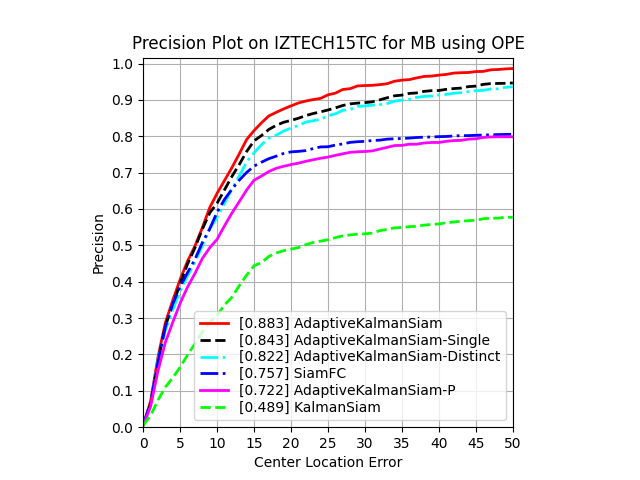 Precision Plot on IZTECH15TC for MB using OPE
1.0
0.9
0.8
0.7
0.6
0.5
0.4
0.3
0.2
0.1
0.0
Precision
[0.883] AdaptiveKalmanSiam
[0.843] AdaptiveKalmanSiam-Single
[0.822] AdaptiveKalmanSiam-Distinct
[0.757] SiamFC
[0.722] AdaptiveKalmanSiam-P
[0.489] KalmanSiam
0 5 10 15 20 25 30 35 40 45 50
Center Location Error